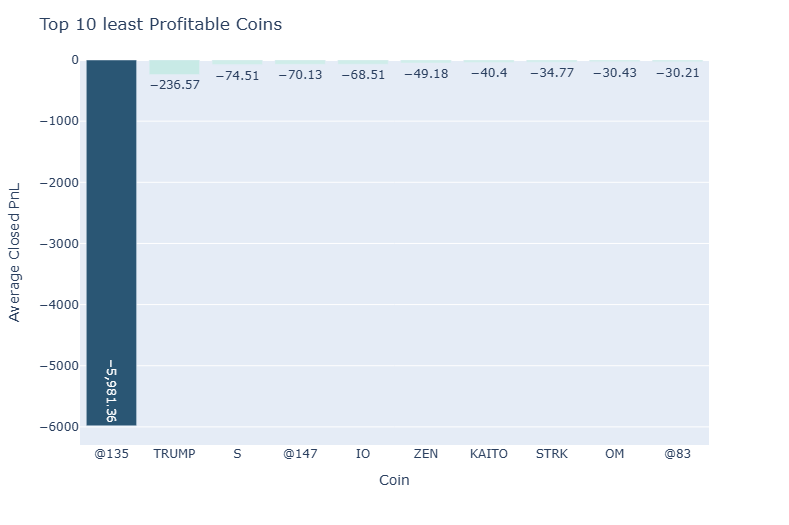 Top 10 least Profitable Coins
0
−1000
−2000
−3000
−4000
−5000
−6000
Average Closed PnL
−5,981.36
−236.57
−74.51
−70.13
−68.51
−49.18
−40.4
−34.77
−30.43
−30.21
@135
TRUMP
S
@147
IO
ZEN
KAITO
STRK
OM
@83
Coin